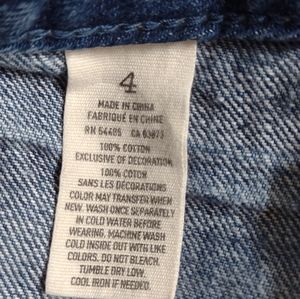 4
MADE IN CHINA
FABRIQUÉ EN CHINE
RN 54485 CA
100% COTTON
EXCLUSIVE OF DECORATION
100% COTTON
SANS LES DÉCORATIONS
COLOR MAY TRANSFER WHEN
NEW. WASH ONCE SEPARATELY
IN COLD WATER BEFORE
WEARING. MACHINE WASH
COLD INSIDE OUT WITH LIKE
COLORS. DO NOT BLEACH.
TUMBLE DRY LOW.
COOL IRON IF NEEDED.